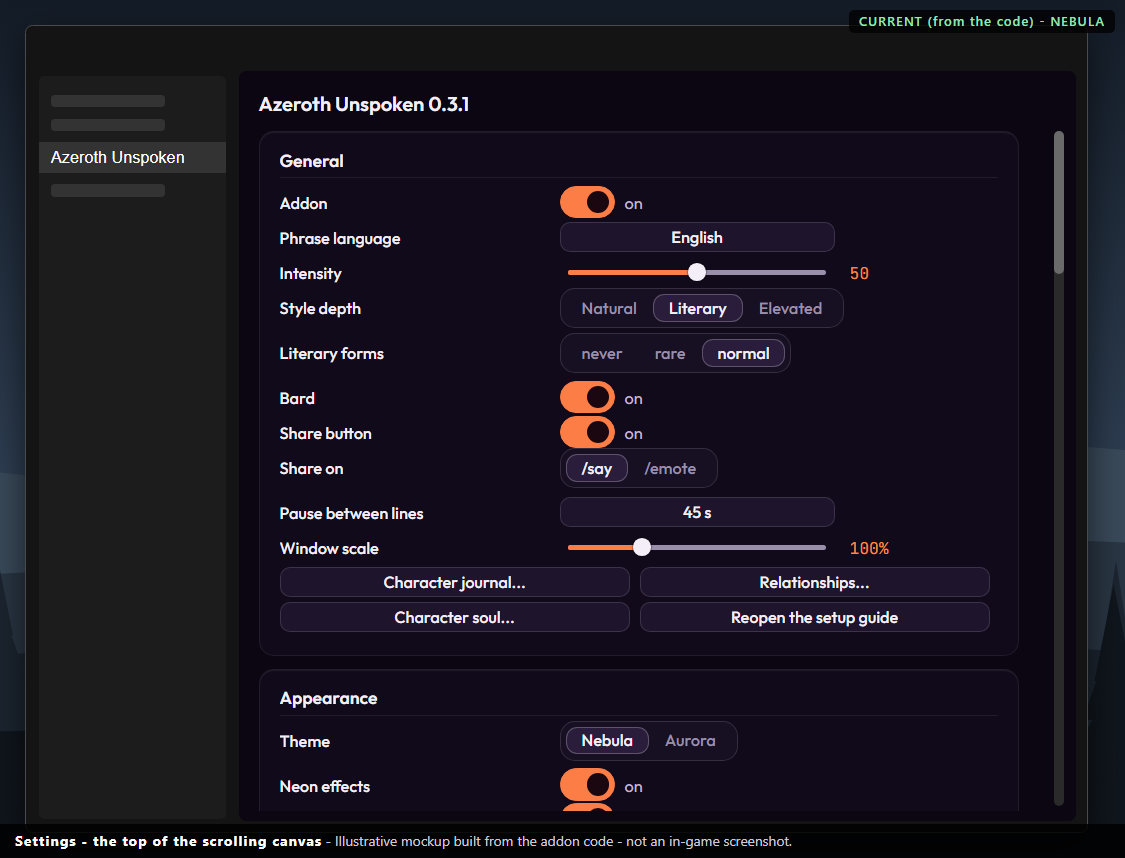 CURRENT (from the code) - NEBULA
Azeroth Unspoken
Azeroth Unspoken 0.3.1
General
Addon on
Phrase language English
Intensity 50
Style depth Natural Literary Elevated
Literary forms never rare normal
Bard on
Share button on
Share on /say /emote
Pause between lines 45 s
Window scale 100%
Character journal... Relationships...
Character soul... Reopen the setup guide
Appearance
Theme Nebula Aurora
Neon effects on
Settings - the top of the scrolling canvas - Illustrative mockup built from the addon code - not an in-game screenshot.